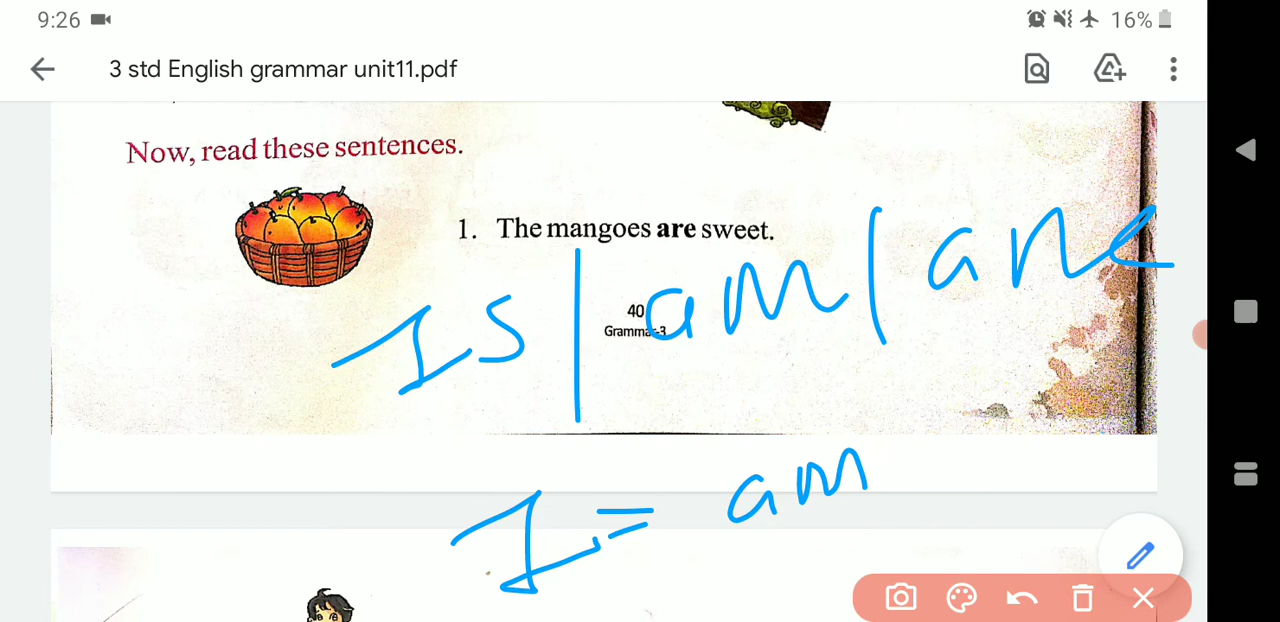 9:26 16%
3 std English grammar unit11.pdf
Now, read these sentences.
1. The mangoes are sweet.
Is | am | are
40
Grammar-3
I = am